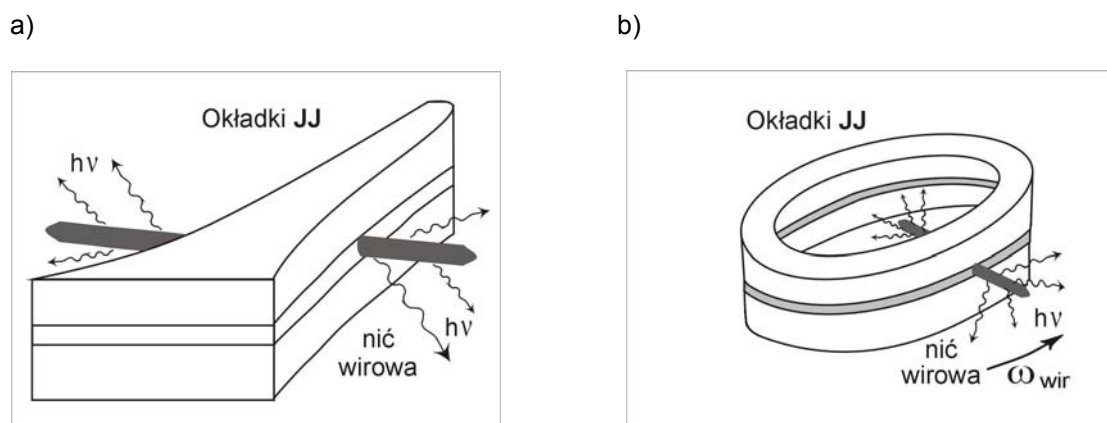 a)
b)
Okładki JJ
hν
hν
nić
wirowa
Okładki JJ
hν
nić
wirowa
ω wir